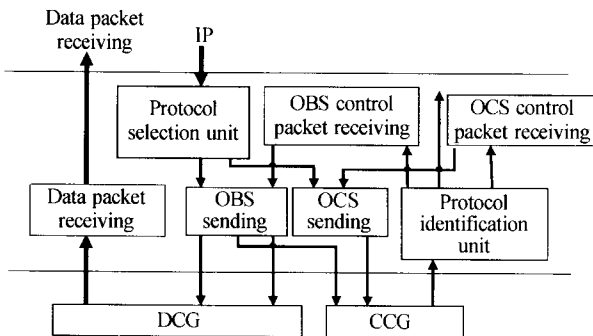 Data packet
receiving
IP
Protocol
selection unit
OBS control
packet receiving
OCS control
packet receiving
Data packet
receiving
OBS
sending
OCS
sending
Protocol
identification
unit
DCG
CCG